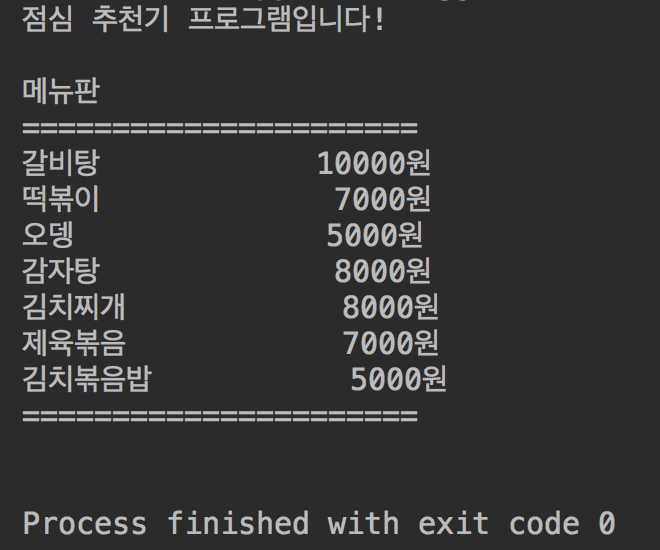 점심 추천기 프로그램입니다!
메뉴판
======================
갈비탕            10000원
떡볶이             7000원
오뎅              5000원
감자탕             8000원
김치찌개            8000원
제육볶음            7000원
김치볶음밥           5000원
======================
Process finished with exit code 0